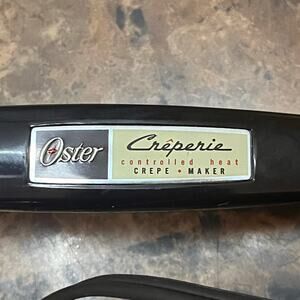 Oster
Crêperie
controlled heat
CREPE • MAKER